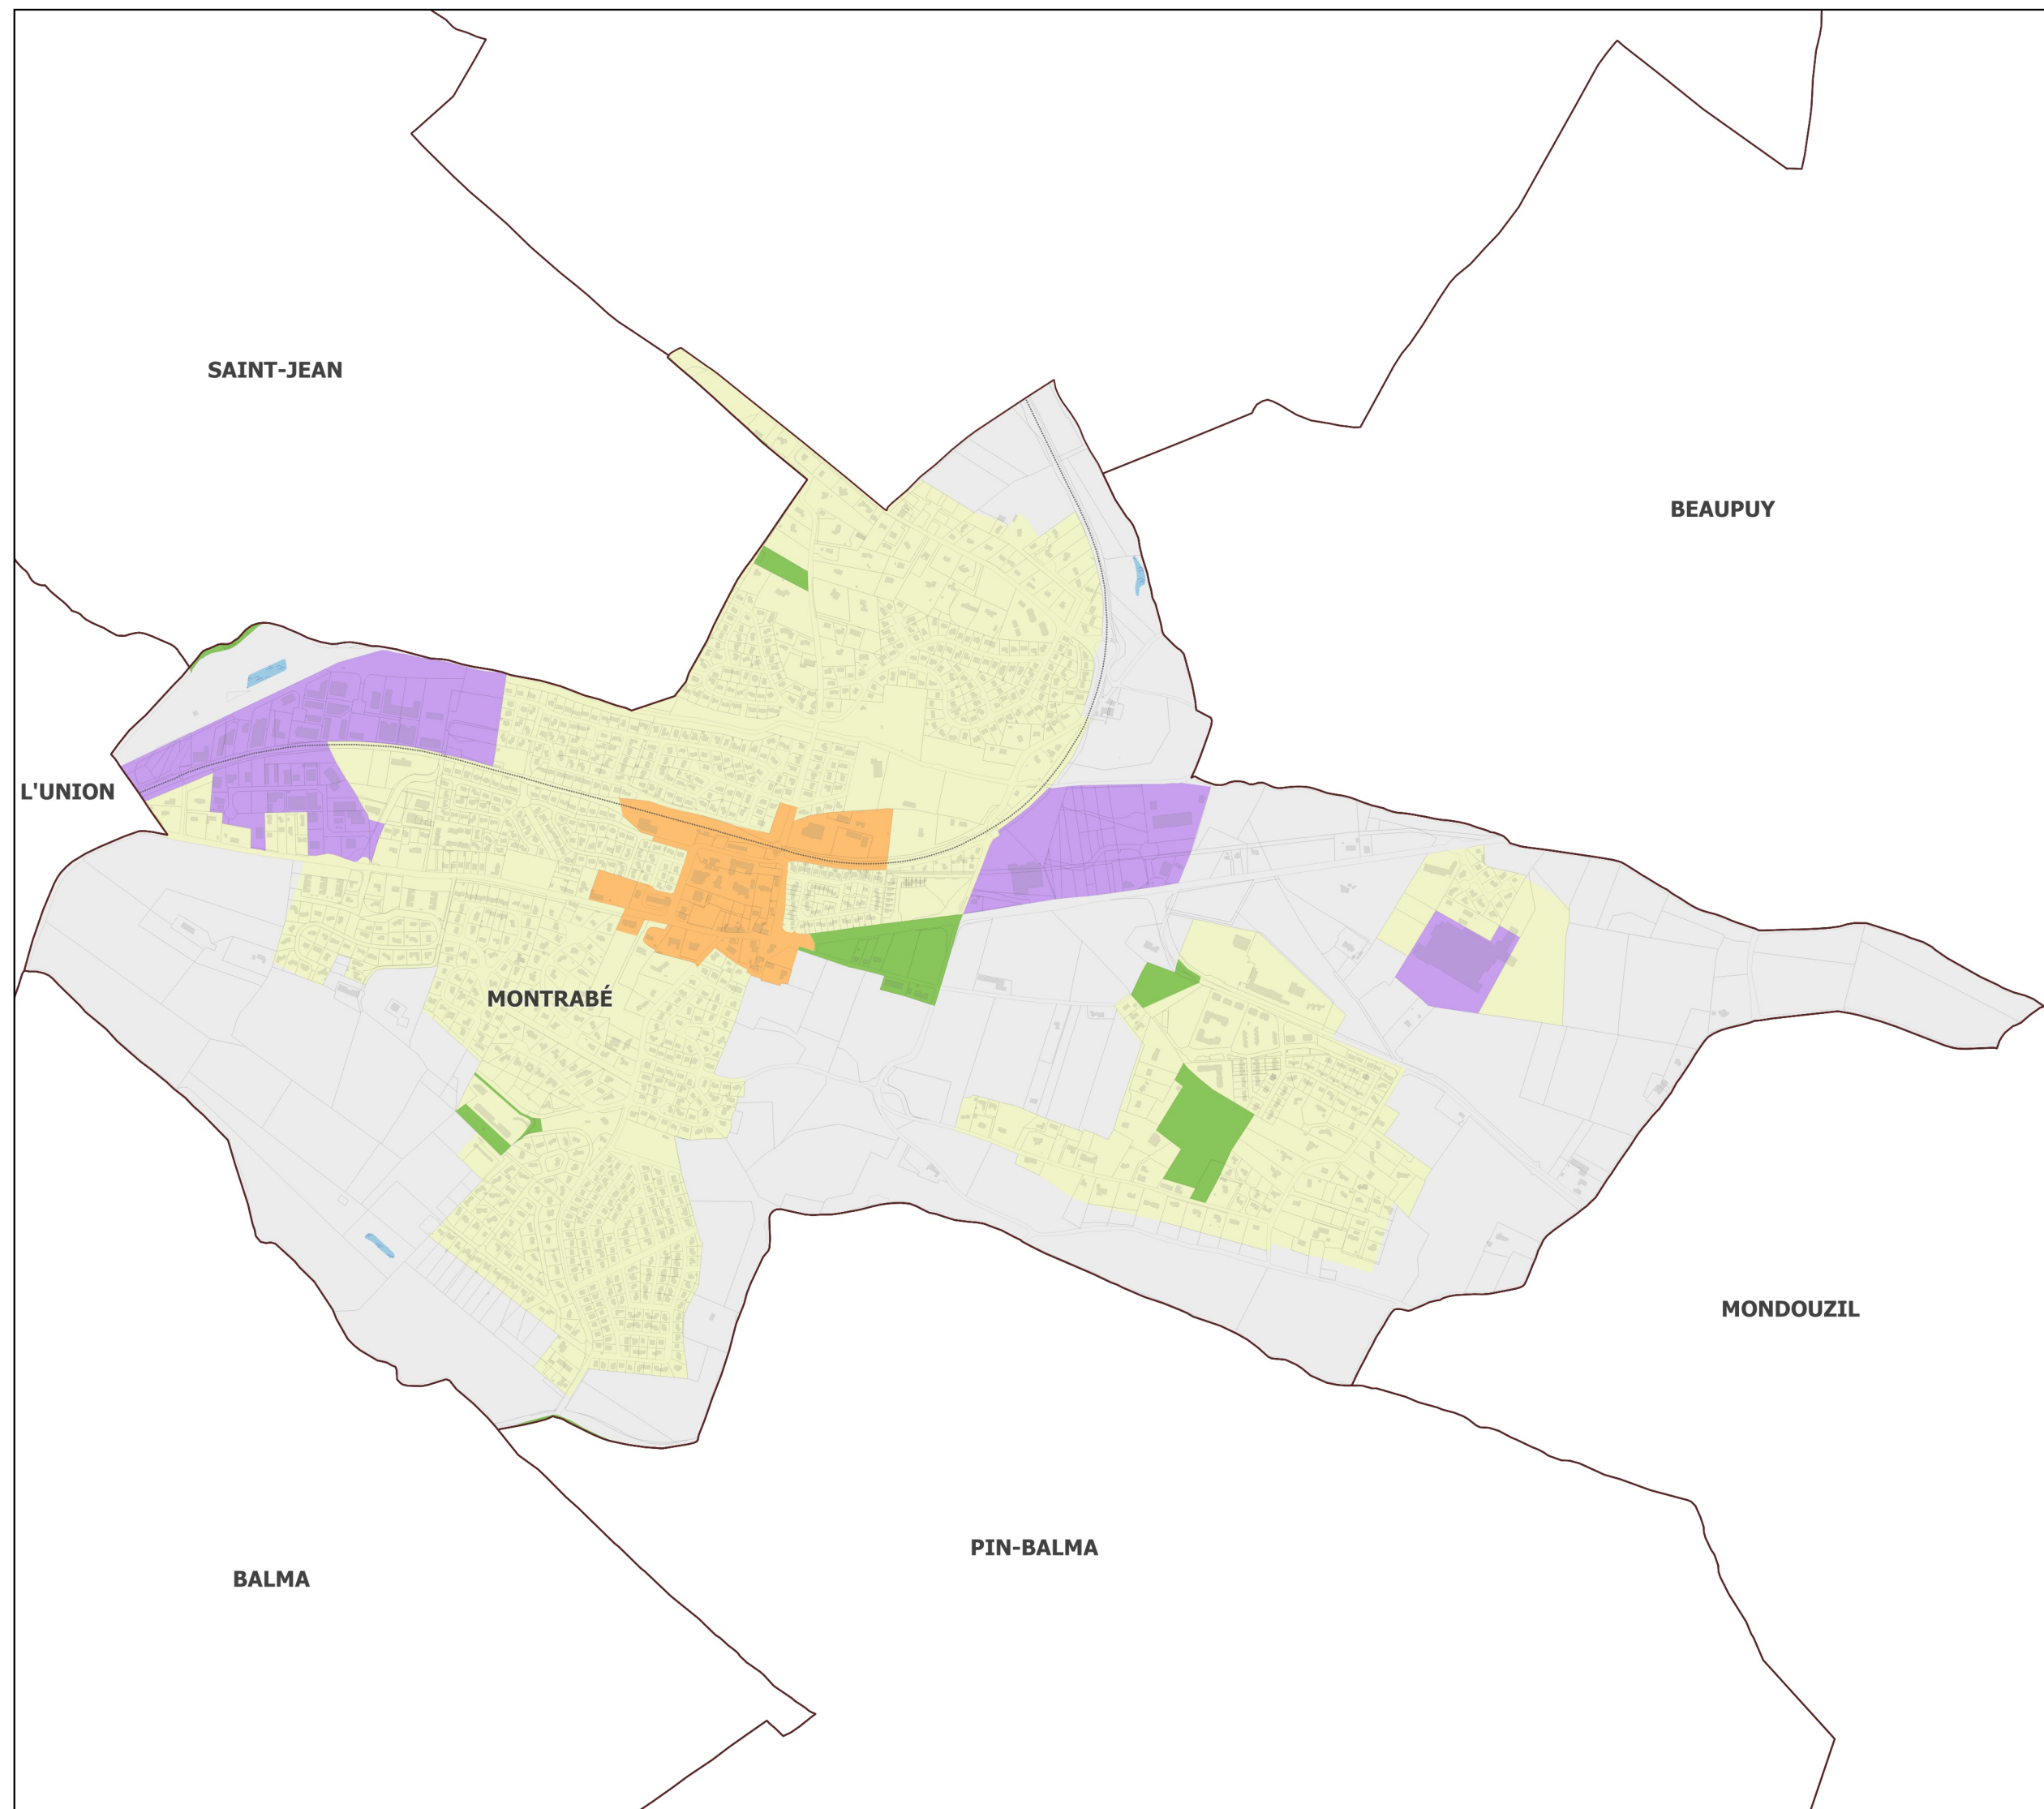 SAINT-JEAN
BEAUPUY
L'UNION
MONTRABÉ
MONDOUZIL
PIN-BALMA
BALMA